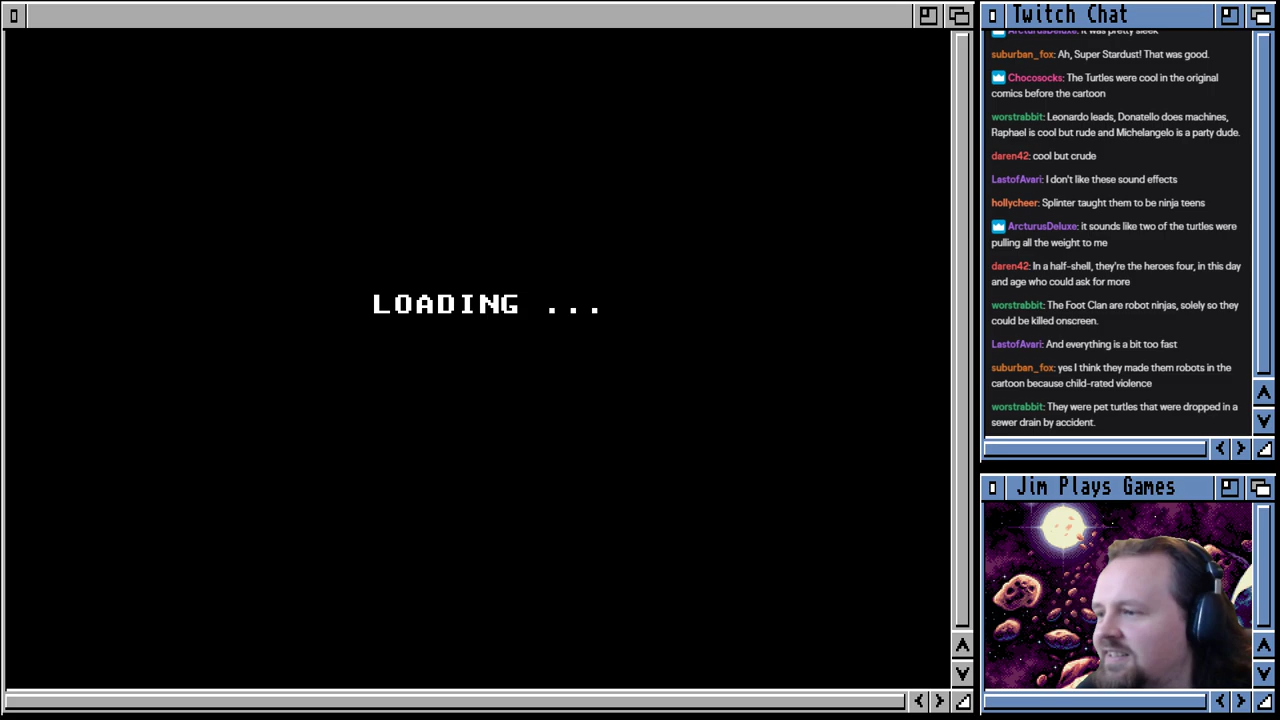 Twitch Chat
ArcturusDeluxe: It was pretty sleek
suburban_fox: Ah, Super Stardust! That was good.
Chocosocks: The Turtles were cool in the original
comics before the cartoon
worstrabbit: Leonardo leads, Donatello does machines,
Raphael is cool but rude and Michelangelo is a party dude.
daren42: cool but crude
LastofAvari: I don't like these sound effects
hollycheer: Splinter taught them to be ninja teens
ArcturusDeluxe: it sounds like two of the turtles were
pulling all the weight to me
daren42: In a half-shell, they're the heroes four, in this day
and age who could ask for more
worstrabbit: The Foot Clan are robot ninjas, solely so they
could be killed onscreen.
LastofAvari: And everything is a bit too fast
suburban_fox: yes I think they made them robots in the
cartoon because child-rated violence
worstrabbit: They were pet turtles that were dropped in a
sewer drain by accident.
LOADING ...
Jim Plays Games